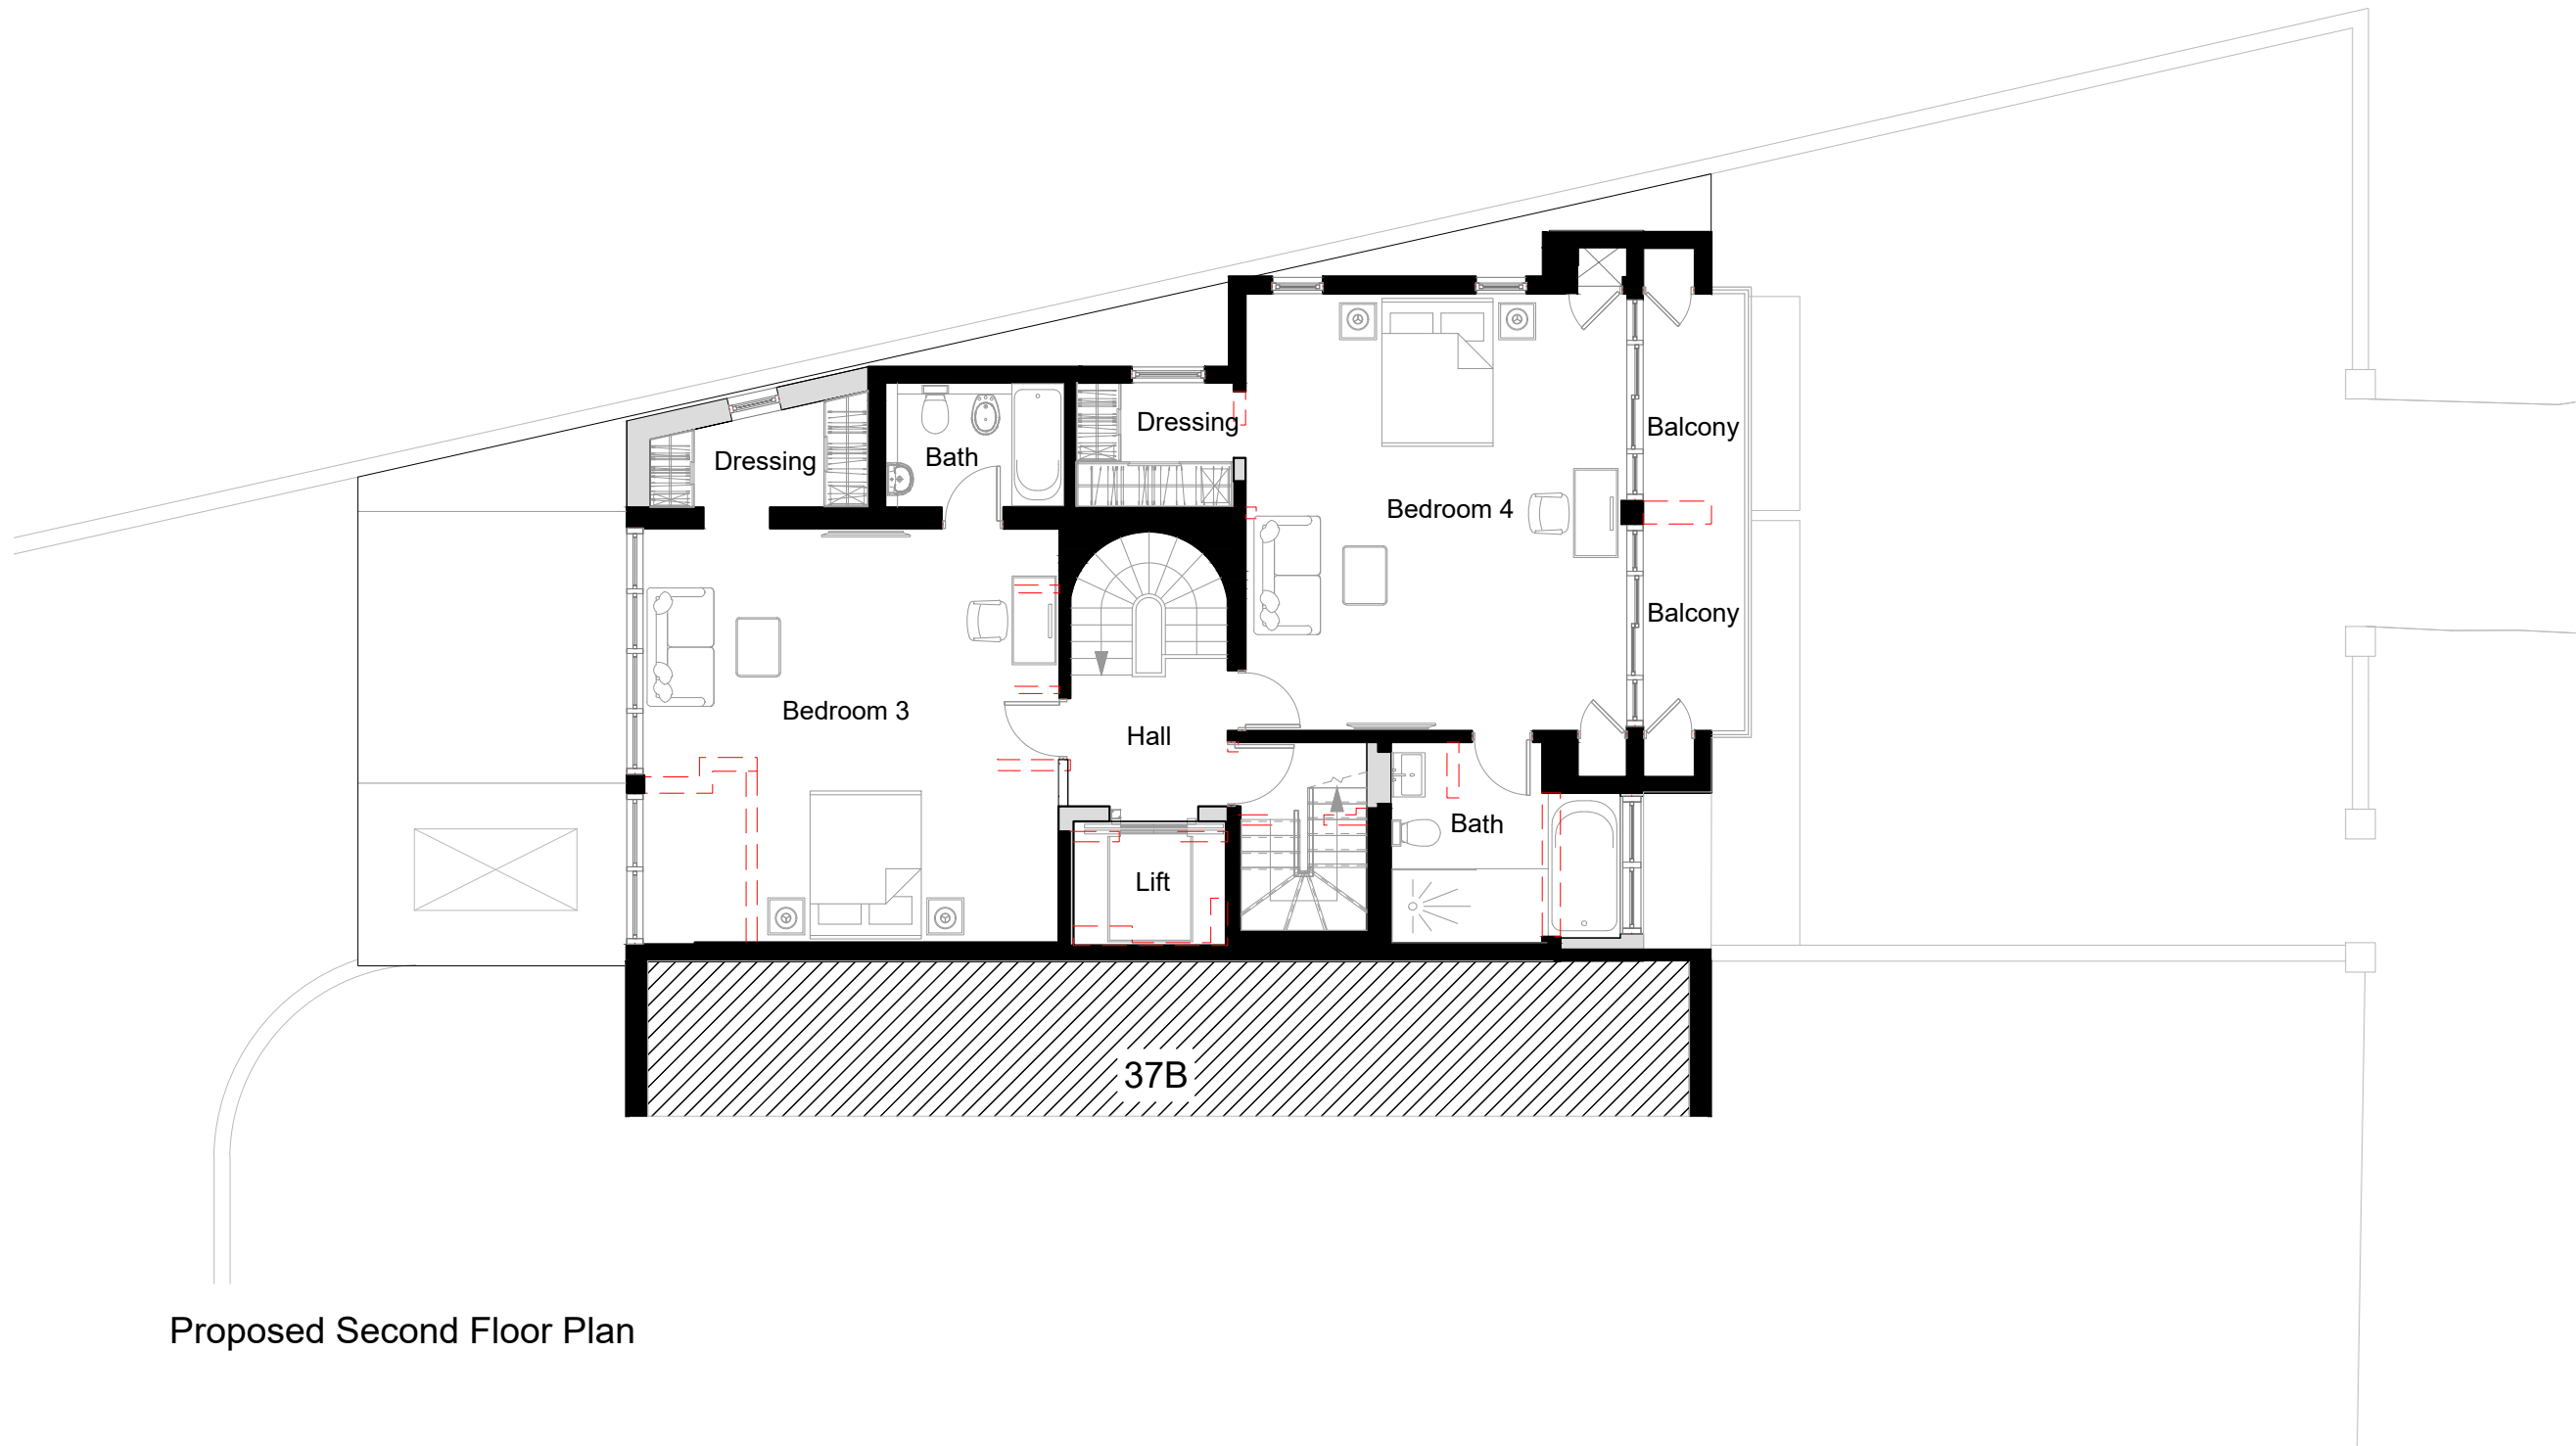 Dressing
Balcony
Bath
Dressing
Bedroom 4
Balcony
Bedroom 3
Hall
Bath
Lift
37B
Proposed Second Floor Plan